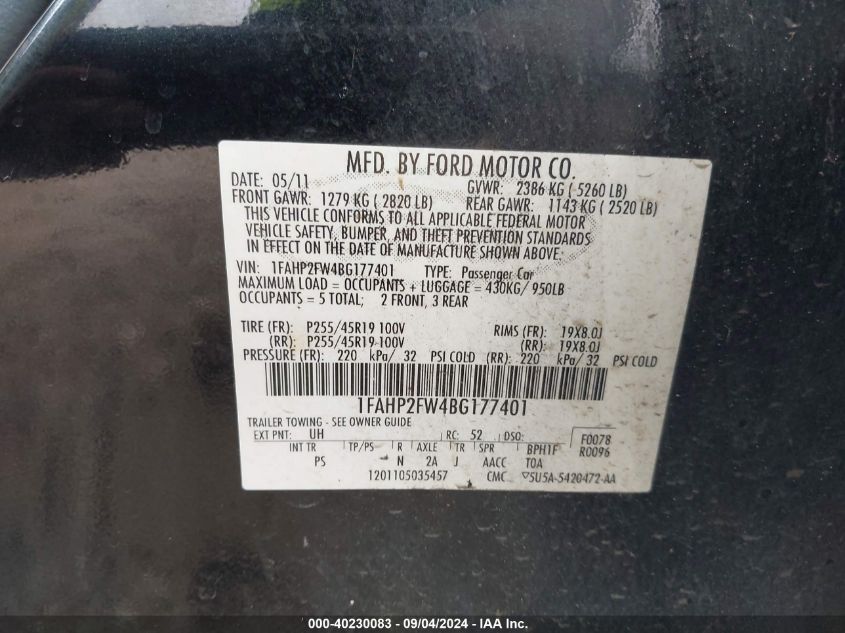 MFD. BY FORD MOTOR CO.
DATE: 05/11 GVWR: 2386 KG ( 5260 LB)
FRONT GAWR: 1279 KG ( 2820 LB) REAR GAWR: 1143 KG ( 2520 LB)
THIS VEHICLE CONFORMS TO ALL APPLICABLE FEDERAL MOTOR
VEHICLE SAFETY, BUMPER, AND THEFT PREVENTION STANDARDS
IN EFFECT ON THE DATE OF MANUFACTURE SHOWN ABOVE.
VIN: 1FAHP2FW4BG177401 TYPE: Passenger Car
MAXIMUM LOAD = OCCUPANTS + LUGGAGE = 430KG/ 950LB
OCCUPANTS = 5 TOTAL; 2 FRONT, 3 REAR
TIRE (FR): P255/45R19 100V RIMS (FR): 19X8.0J
(RR): P255/45R19 100V (RR): 19X8.0J
PRESSURE (FR): 220 kPa/ 32 PSI COLD (RR): 220 kPa/ 32 PSI COLD
1FAHP2FW4BG177401
TRAILER TOWING - SEE OWNER GUIDE
EXT PNT: UH RC: 52 DSO: F0078
INT TR TP/PS R AXLE TR SPR BPH1F R0096
PS N 2A J AACC TOA
1201105035457 CMC ▽5U5A-5420472-AA
000-40230083 - 09/04/2024 - IAA Inc.